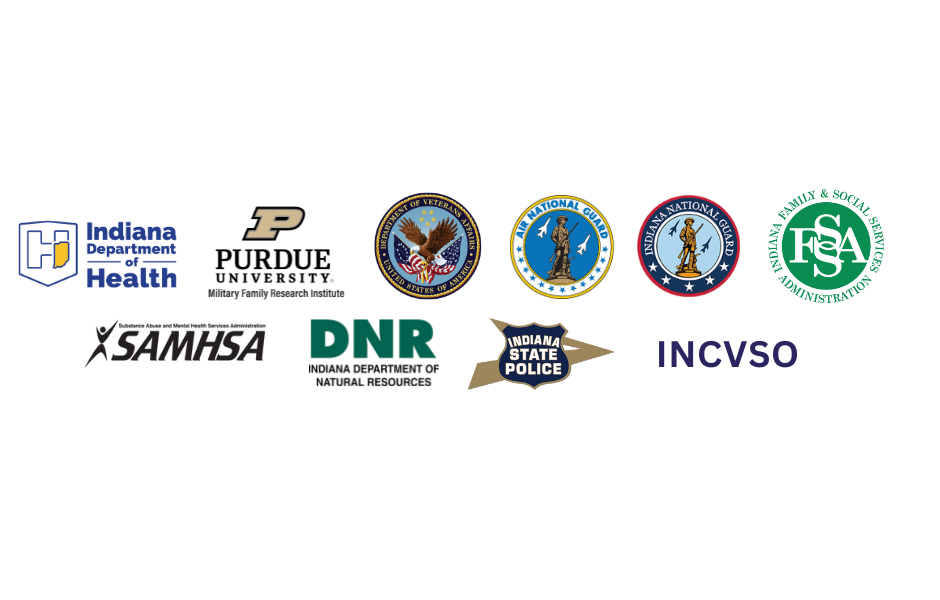 Indiana
Department
of
Health
P
PURDUE
UNIVERSITY®
Military Family Research Institute
DEPARTMENT OF VETERANS AFFAIRS
UNITED STATES OF AMERICA
AIR NATIONAL GUARD
INDIANA NATIONAL GUARD
INDIANA FAMILY & SOCIAL SERVICES
ADMINISTRATION
FSSA
Substance Abuse and Mental Health Services Administration
SAMHSA
DNR
INDIANA DEPARTMENT OF
NATURAL RESOURCES
INDIANA
STATE
POLICE
INCVSO